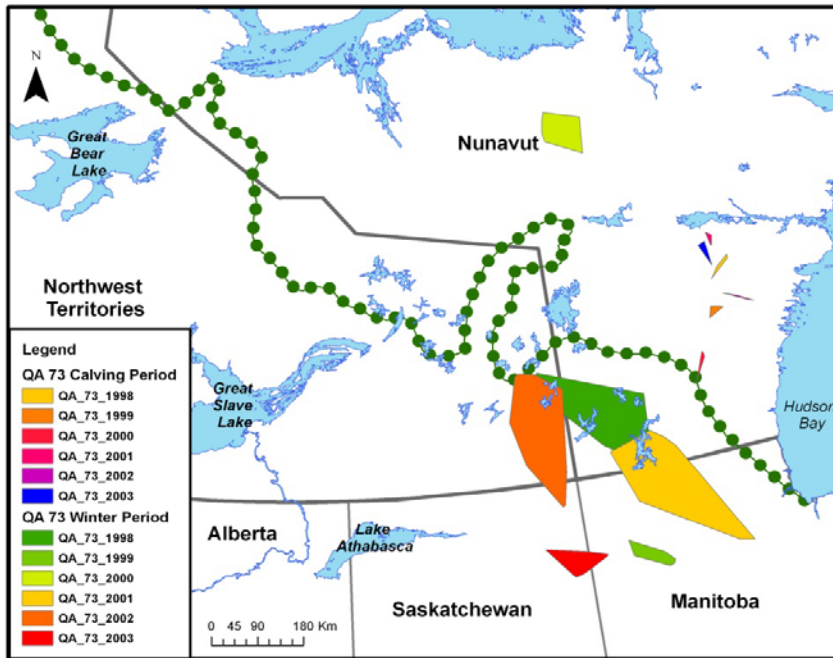 N
Great
Bear
Lake
Nunavut
Northwest
Territories
Legend
QA 73 Calving Period
QA_73_1998
QA_73_1999
QA_73_2000
QA_73_2001
QA_73_2002
QA_73_2003
QA 73 Winter Period
QA_73_1998
QA_73_1999
QA_73_2000
QA_73_2001
QA_73_2002
QA_73_2003
Great
Slave
Lake
Hudson
Bay
Alberta
Lake
Athabasca
Saskatchewan
Manitoba
0 45 90 180 Km